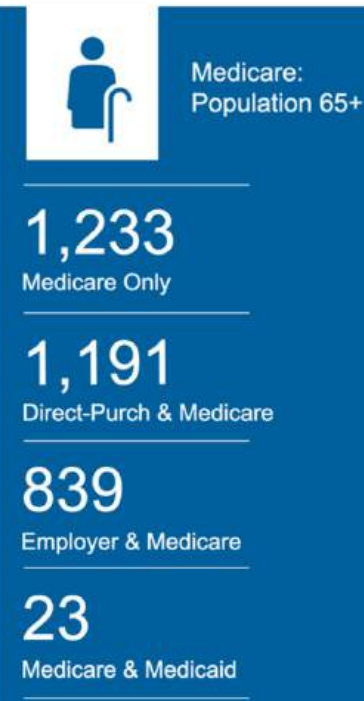 Medicare:
Population 65+
1,233
Medicare Only
1,191
Direct-Purch & Medicare
839
Employer & Medicare
23
Medicare & Medicaid